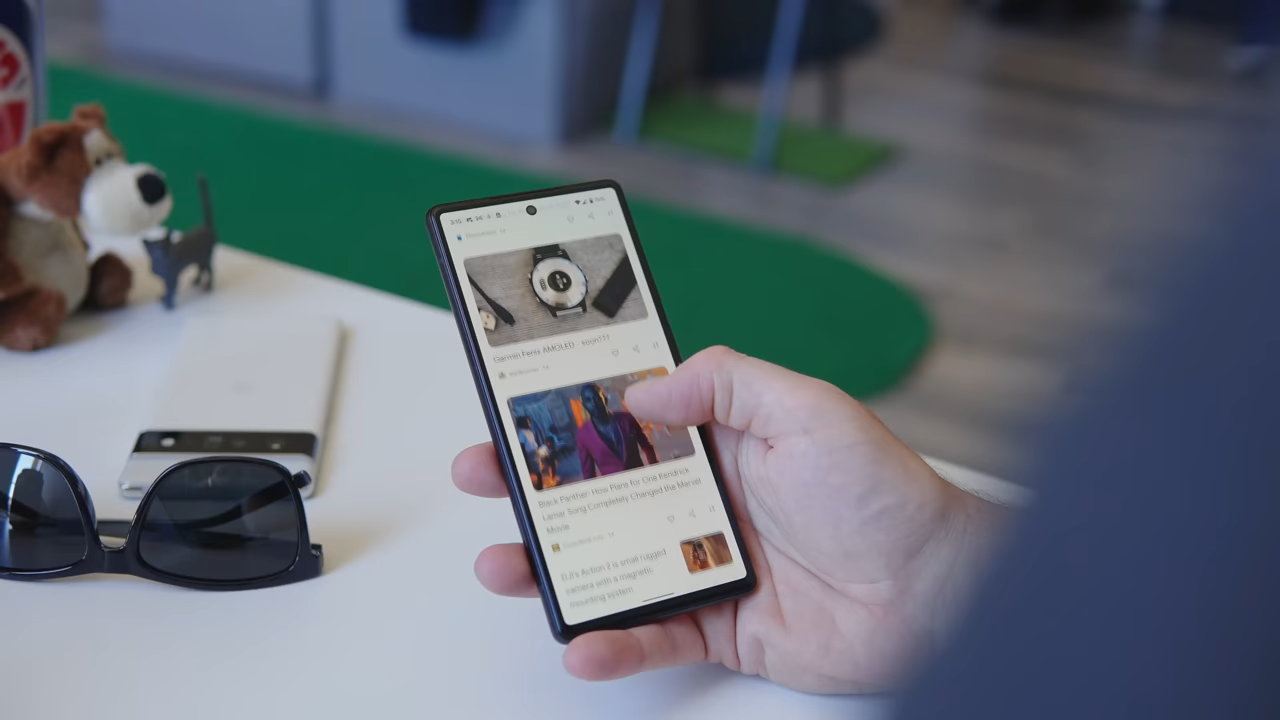 Garmin Fenix AMOLED - soon???
Black Panther: How Plans for One Kendrick
Lamar Song Completely Changed the Marvel
Movie
DJI's Action 2 is small rugged
camera with a magnetic
mounting system